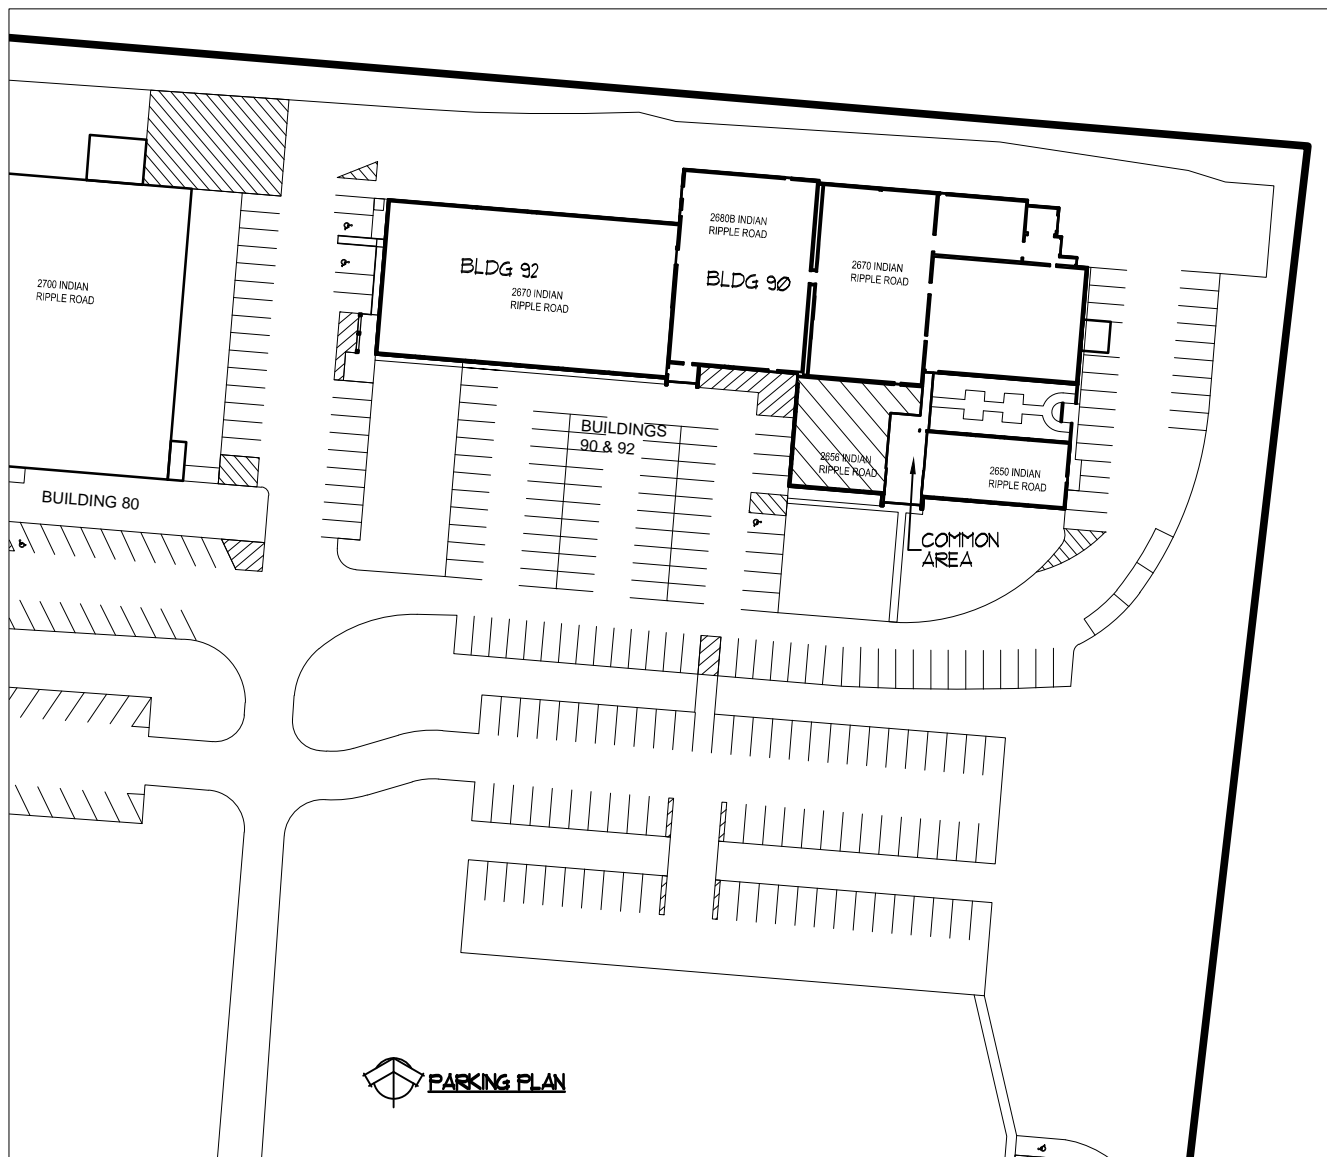 2680B INDIAN
RIPPLE ROAD
BLDG 92
2670 INDIAN
RIPPLE ROAD
BLDG 90
2670 INDIAN
RIPPLE ROAD
2700 INDIAN
RIPPLE ROAD
BUILDINGS
90 & 92
2656 INDIAN
RIPPLE ROAD
2650 INDIAN
RIPPLE ROAD
BUILDING 80
COMMON
AREA
PARKING PLAN